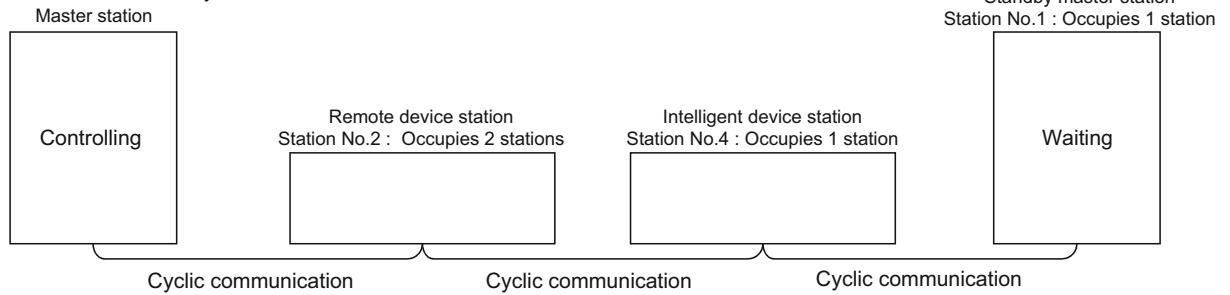 Master station
Standby master station
Station No.1 : Occupies 1 station
Controlling
Remote device station
Station No.2 : Occupies 2 stations
Intelligent device station
Station No.4 : Occupies 1 station
Waiting
Cyclic communication
Cyclic communication
Cyclic communication